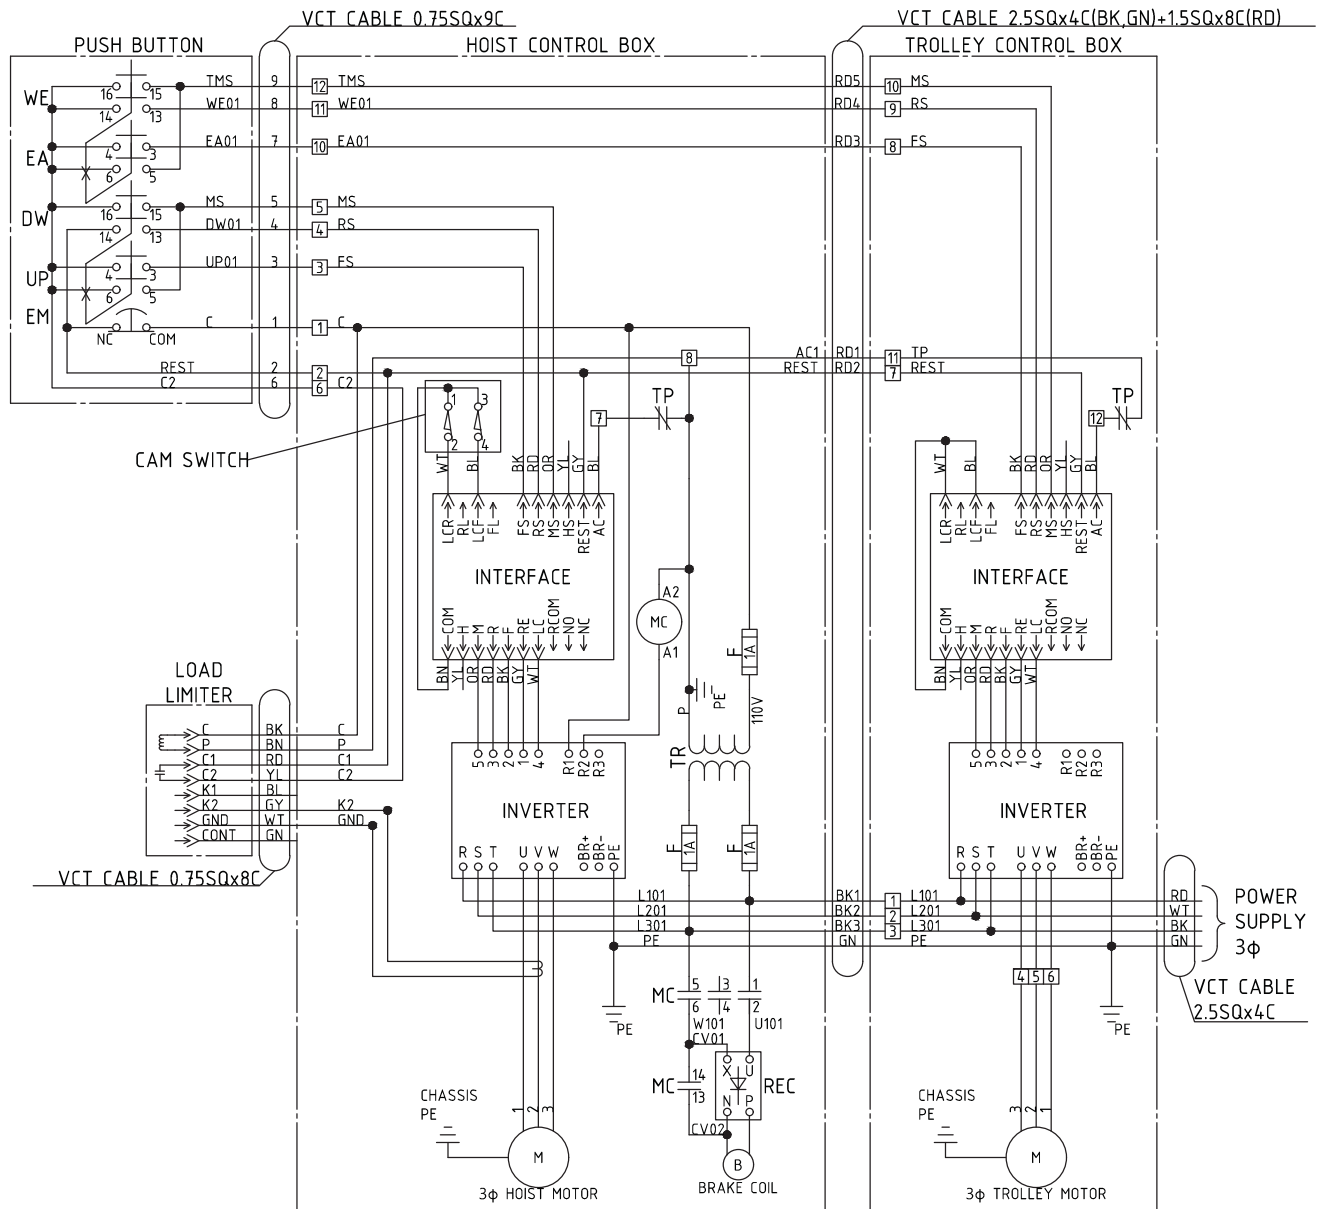 VCT CABLE 0.75SQx9C
VCT CABLE 2.5SQx4C(BK,GN)+1.5SQx8C(RD)
PUSH BUTTON
HOIST CONTROL BOX
TROLLEY CONTROL BOX
WE 16 15 TMS 9 12 TMS RD5 10 MS
14 13 WE01 8 11 WE01 RD4 9 RS
EA 4 3 EA01 7 10 EA01 RD3 8 FS
6 5
DW 16 15 MS 5 5 MS
14 13 DW01 4 4 RS
UP 4 3 UP01 3 3 FS
6 5
EM NC COM C 1 1 C
8 AC1 RD1 11 TP
REST 2 2 REST RD2 7 REST
C2 6 6 C2
1 3 TP TP
7 12
2 4
CAM SWITCH
WT BL BK RD OR YL GY BL
WT BL BK RD OR YL GY BL
LCR RL LCF FL FS RS MS HS REST AC
LCR RL LCF FL FS RS MS HS REST AC
INTERFACE
INTERFACE
A2
MC
A1
COM H M R F RE LC RCOM NO NC
COM H M R F RE LC RCOM NO NC
BN YL OR RD BK GY WT
BN YL OR RD BK GY WT
F 1A
P PE 110V
TR
LOAD
LIMITER
C BK C
P BN P
C1 RD C1
C2 YL C2
K1 BL
K2 GY K2
GND WT GND
CONT GN
VCT CABLE 0.75SQx8C
5 3 2 1 4 R1 R2 R3
5 3 2 1 4 R1 R2 R3
INVERTER
INVERTER
R S T U V W BR+ BR- PE
R S T U V W BR+ BR- PE
F 1A F 1A
L101 BK1 1 L101 RD
L201 BK2 2 L201 WT
L301 BK3 3 L301 BK
PE GN PE GN
POWER
SUPPLY
3ϕ
4 5 6
VCT CABLE
2.5SQx4C
MC 5 3 1
6 4 2
W101 U101
CV01
PE
PE
MC 14
13
X U
N P
REC
CV02
B
BRAKE COIL
CHASSIS
PE
1 2 3
M
3ϕ HOIST MOTOR
CHASSIS
PE
3 2 1
M
3ϕ TROLLEY MOTOR